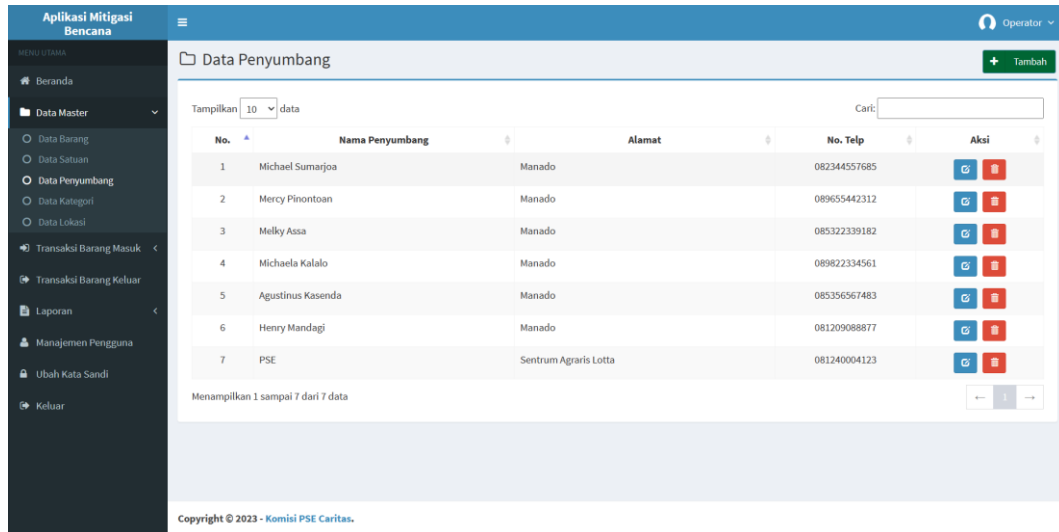 Aplikasi Mitigasi
Bencana
Operator
MENU UTAMA
Beranda
Data Master
Data Barang
Data Satuan
Data Penyumbang
Data Kategori
Data Lokasi
Transaksi Barang Masuk
Transaksi Barang Keluar
Laporan
Manajemen Pengguna
Ubah Kata Sandi
Keluar
Data Penyumbang
+ Tambah
Tampilkan 10 data
Cari:
No. Nama Penyumbang Alamat No. Telp Aksi
1 Michael Sumarjoa Manado 082344557685
2 Mercy Pinontoan Manado 089655442312
3 Melky Assa Manado 085322339182
4 Michaela Kalalo Manado 089822334561
5 Agustinus Kasenda Manado 085356567483
6 Henry Mandagi Manado 081209088877
7 PSE Sentrum Agraris Lotta 081240004123
Menampilkan 1 sampai 7 dari 7 data
← 1 →
Copyright © 2023 - Komisi PSE Caritas.